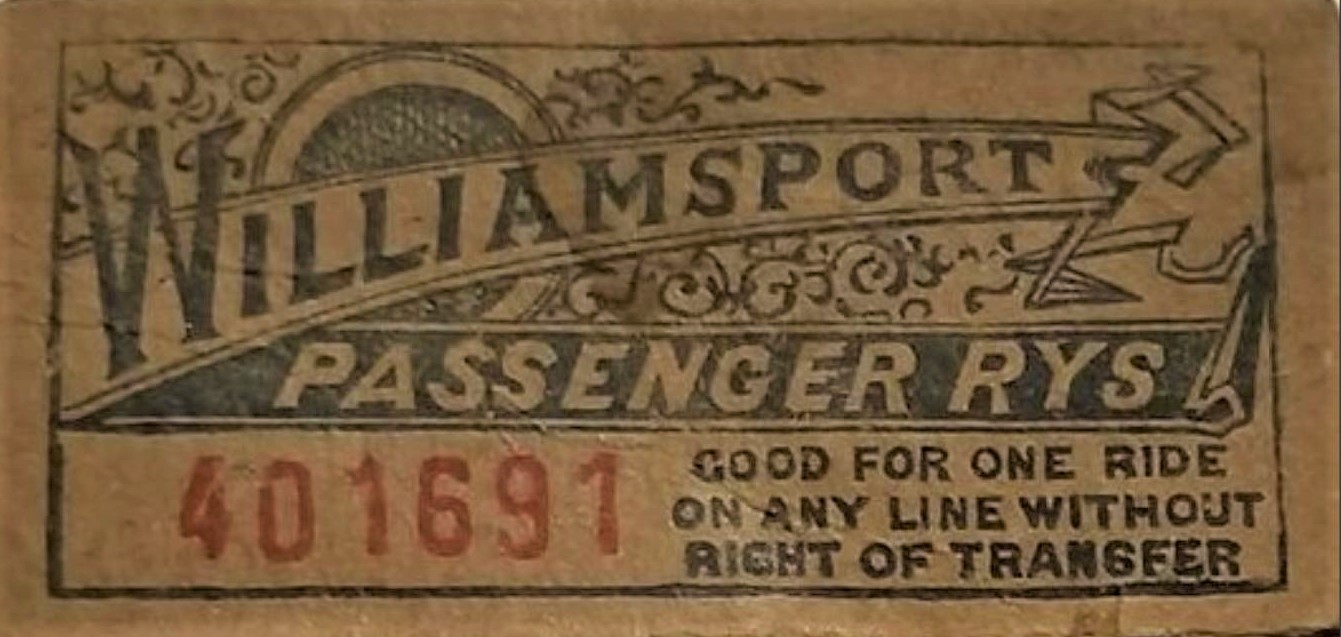 WILLIAMSPORT
PASSENGER RYS
401691
GOOD FOR ONE RIDE
ON ANY LINE WITHOUT
RIGHT OF TRANSFER